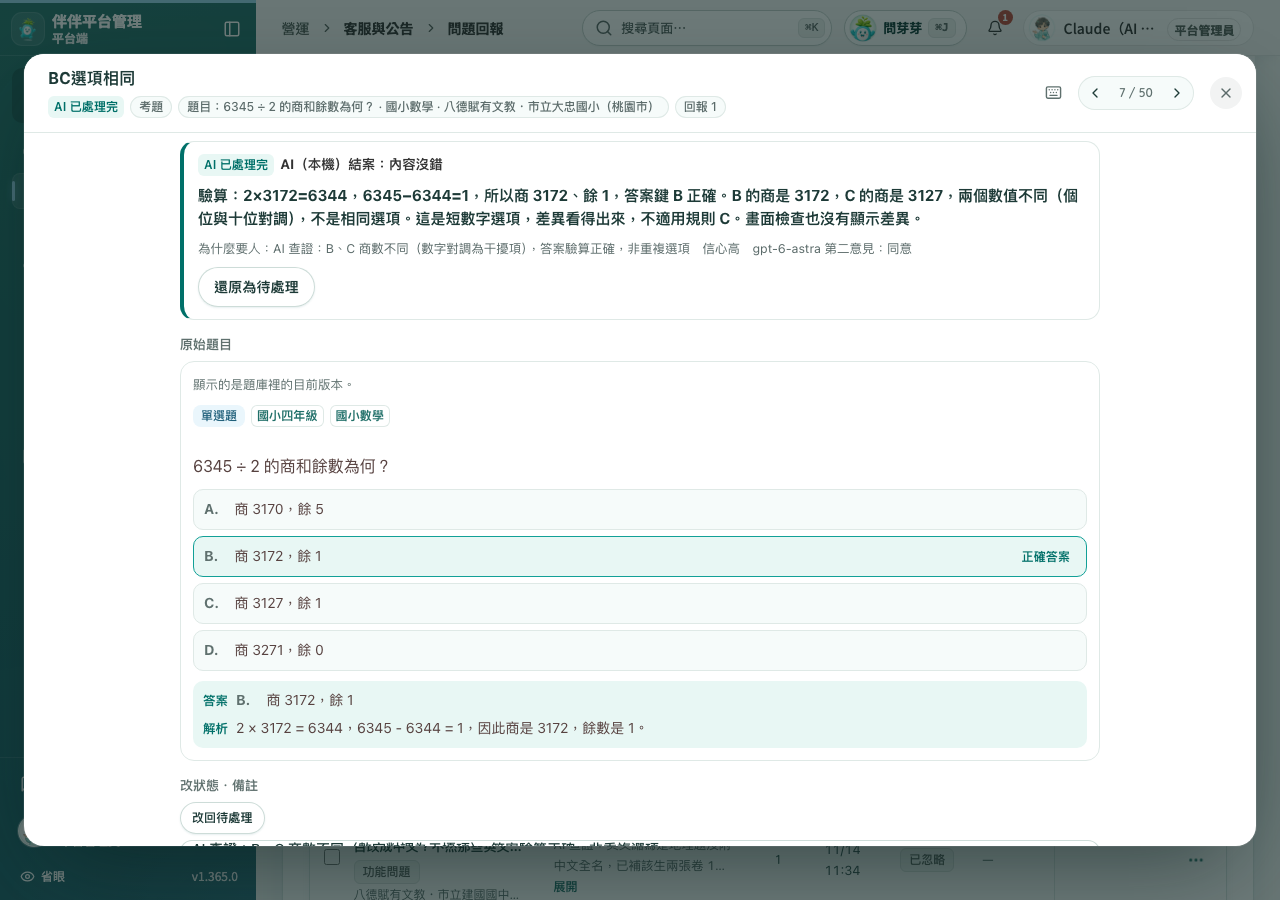 伴伴平台管理
平台端
營運 › 客服與公告 › 問題回報
搜尋頁面… ⌘K
問芽芽 ⌘J
1
Claude（AI … 平台管理員
BC選項相同
AI 已處理完 考題 題目：6345 ÷ 2 的商和餘數為何？ · 國小數學 · 八德賦有文教．市立大忠國小（桃園市） 回報 1
7 / 50
AI 已處理完 AI（本機）結案：內容沒錯
驗算：2×3172=6344，6345−6344=1，所以商 3172、餘 1，答案鍵 B 正確。B 的商是 3172，C 的商是 3127，兩個數值不同（個
位與十位對調），不是相同選項。這是短數字選項，差異看得出來，不適用規則 C。畫面檢查也沒有顯示差異。
為什麼要人：AI 查證：B、C 商數不同（數字對調為干擾項），答案驗算正確，非重複選項 信心高 gpt-6-astra 第二意見：同意
還原為待處理
原始題目
顯示的是題庫裡的目前版本。
單選題 國小四年級 國小數學
6345 ÷ 2 的商和餘數為何？
A. 商 3170，餘 5
B. 商 3172，餘 1 正確答案
C. 商 3127，餘 1
D. 商 3271，餘 0
答案 B. 商 3172，餘 1
解析 2 × 3172 = 6344，6345 - 6344 = 1，因此商是 3172，餘數是 1。
改狀態 · 備註
改回待處理
中文全名，已補該生兩張卷 1...
功能問題
展開
八德賦有文教．市立建國國中...
1
11/14
11:34
已忽略
—
省眼 v1.365.0